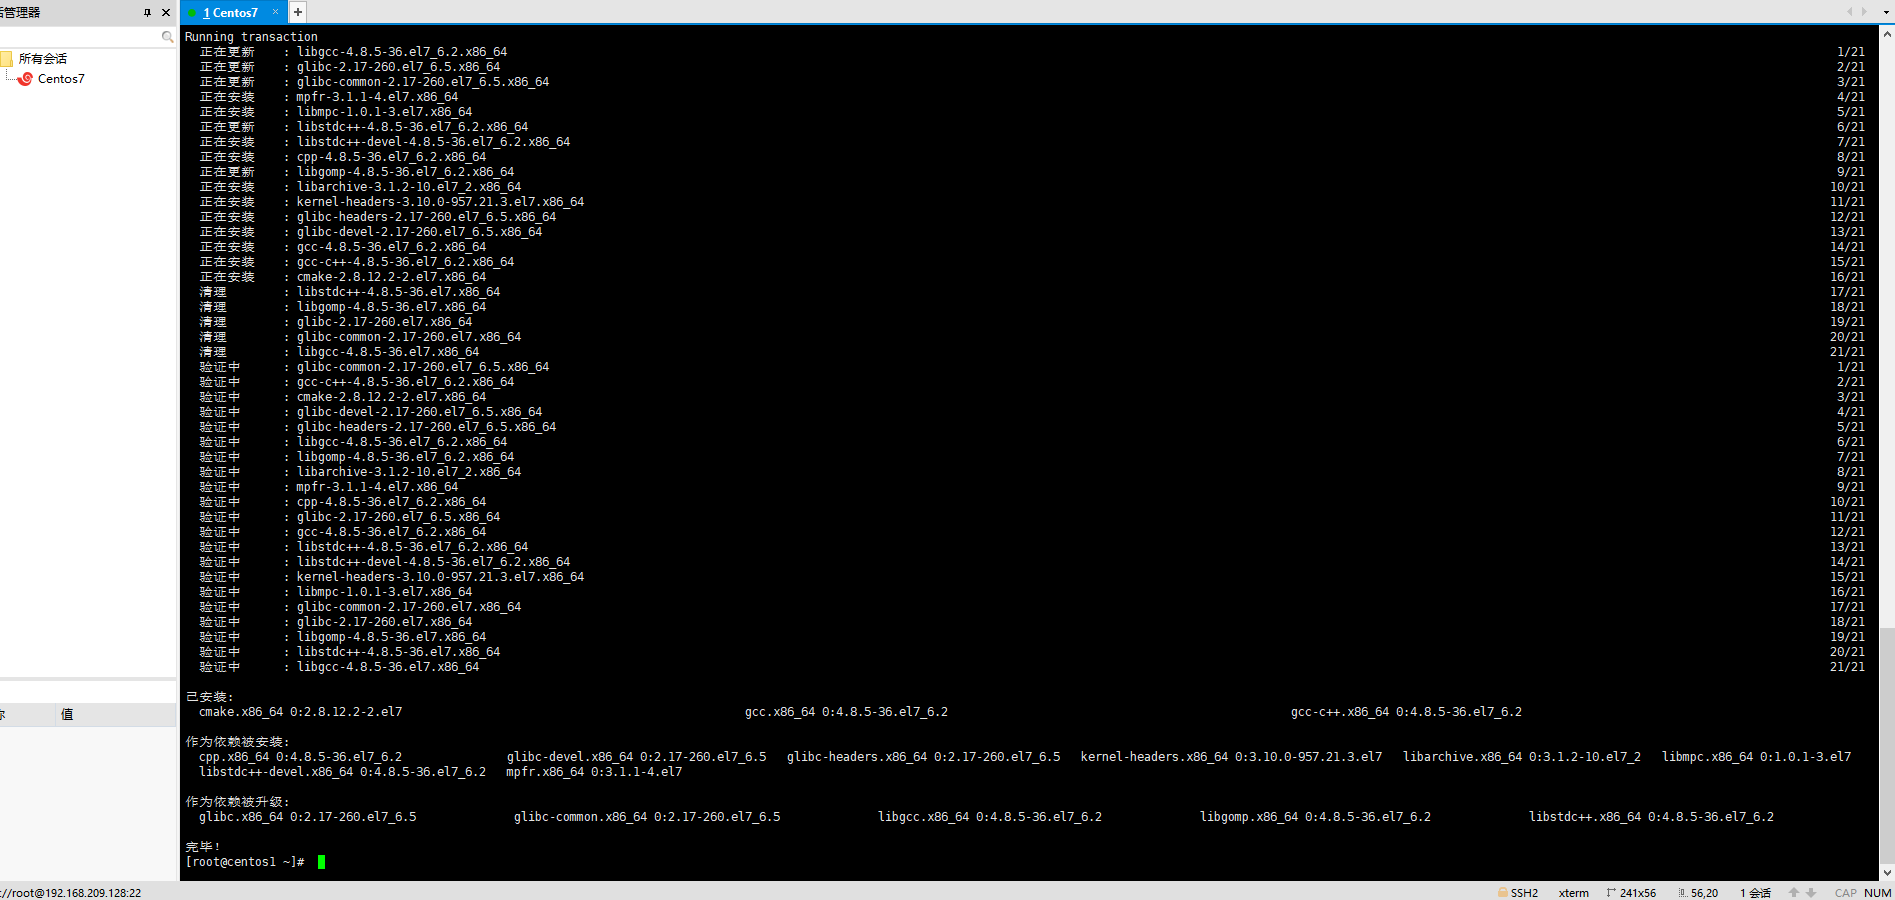 活管理器
1 Centos7
所有会话
Centos7
Running transaction
正在更新 : libgcc-4.8.5-36.el7_6.2.x86_64 1/21
正在更新 : glibc-2.17-260.el7_6.5.x86_64 2/21
正在更新 : glibc-common-2.17-260.el7_6.5.x86_64 3/21
正在安装 : mpfr-3.1.1-4.el7.x86_64 4/21
正在安装 : libmpc-1.0.1-3.el7.x86_64 5/21
正在更新 : libstdc++-4.8.5-36.el7_6.2.x86_64 6/21
正在安装 : libstdc++-devel-4.8.5-36.el7_6.2.x86_64 7/21
正在安装 : cpp-4.8.5-36.el7_6.2.x86_64 8/21
正在更新 : libgomp-4.8.5-36.el7_6.2.x86_64 9/21
正在安装 : libarchive-3.1.2-10.el7_2.x86_64 10/21
正在安装 : kernel-headers-3.10.0-957.21.3.el7.x86_64 11/21
正在安装 : glibc-headers-2.17-260.el7_6.5.x86_64 12/21
正在安装 : glibc-devel-2.17-260.el7_6.5.x86_64 13/21
正在安装 : gcc-4.8.5-36.el7_6.2.x86_64 14/21
正在安装 : gcc-c++-4.8.5-36.el7_6.2.x86_64 15/21
正在安装 : cmake-2.8.12.2-2.el7.x86_64 16/21
清理 : libstdc++-4.8.5-36.el7.x86_64 17/21
清理 : libgomp-4.8.5-36.el7.x86_64 18/21
清理 : glibc-2.17-260.el7.x86_64 19/21
清理 : glibc-common-2.17-260.el7.x86_64 20/21
清理 : libgcc-4.8.5-36.el7.x86_64 21/21
验证中 : glibc-common-2.17-260.el7_6.5.x86_64 1/21
验证中 : gcc-c++-4.8.5-36.el7_6.2.x86_64 2/21
验证中 : cmake-2.8.12.2-2.el7.x86_64 3/21
验证中 : glibc-devel-2.17-260.el7_6.5.x86_64 4/21
验证中 : glibc-headers-2.17-260.el7_6.5.x86_64 5/21
验证中 : libgcc-4.8.5-36.el7_6.2.x86_64 6/21
验证中 : libgomp-4.8.5-36.el7_6.2.x86_64 7/21
验证中 : libarchive-3.1.2-10.el7_2.x86_64 8/21
验证中 : mpfr-3.1.1-4.el7.x86_64 9/21
验证中 : cpp-4.8.5-36.el7_6.2.x86_64 10/21
验证中 : glibc-2.17-260.el7_6.5.x86_64 11/21
验证中 : gcc-4.8.5-36.el7_6.2.x86_64 12/21
验证中 : libstdc++-4.8.5-36.el7_6.2.x86_64 13/21
验证中 : libstdc++-devel-4.8.5-36.el7_6.2.x86_64 14/21
验证中 : kernel-headers-3.10.0-957.21.3.el7.x86_64 15/21
验证中 : libmpc-1.0.1-3.el7.x86_64 16/21
验证中 : glibc-common-2.17-260.el7.x86_64 17/21
验证中 : glibc-2.17-260.el7.x86_64 18/21
验证中 : libgomp-4.8.5-36.el7.x86_64 19/21
验证中 : libstdc++-4.8.5-36.el7.x86_64 20/21
验证中 : libgcc-4.8.5-36.el7.x86_64 21/21
已安装:
cmake.x86_64 0:2.8.12.2-2.el7 gcc.x86_64 0:4.8.5-36.el7_6.2 gcc-c++.x86_64 0:4.8.5-36.el7_6.2
值
作为依赖被安装:
cpp.x86_64 0:4.8.5-36.el7_6.2 glibc-devel.x86_64 0:2.17-260.el7_6.5 glibc-headers.x86_64 0:2.17-260.el7_6.5 kernel-headers.x86_64 0:3.10.0-957.21.3.el7 libarchive.x86_64 0:3.1.2-10.el7_2 libmpc.x86_64 0:1.0.1-3.el7
libstdc++-devel.x86_64 0:4.8.5-36.el7_6.2 mpfr.x86_64 0:3.1.1-4.el7
作为依赖被升级:
glibc.x86_64 0:2.17-260.el7_6.5 glibc-common.x86_64 0:2.17-260.el7_6.5 libgcc.x86_64 0:4.8.5-36.el7_6.2 libgomp.x86_64 0:4.8.5-36.el7_6.2 libstdc++.x86_64 0:4.8.5-36.el7_6.2
完毕！
[root@centos1 ~]#
://root@192.168.209.128:22 SSH2 xterm 241x56 56,20 1 会话 CAP NUM